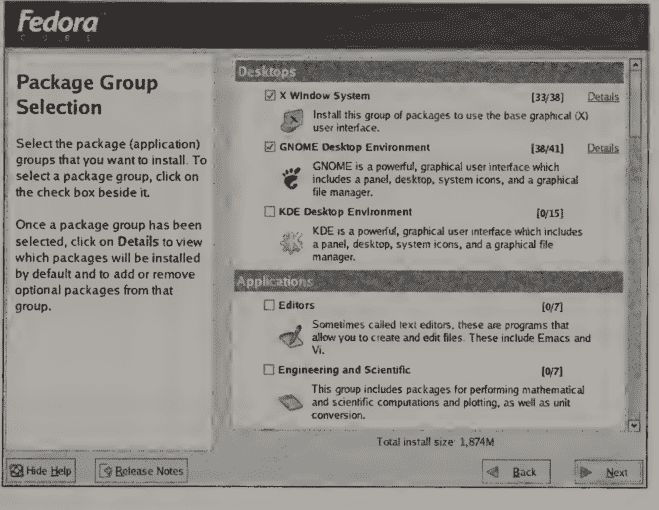 Fedora
C O R E
Package Group
Selection
Select the package (application)
groups that you want to install. To
select a package group, click on
the check box beside it.
Once a package group has been
selected, click on Details to view
which packages will be installed
by default and to add or remove
optional packages from that
group.
Desktops
X Window System [33/38] Details
Install this group of packages to use the base graphical (X)
user interface.
GNOME Desktop Environment [38/41] Details
GNOME is a powerful, graphical user interface which
includes a panel, desktop, system icons, and a graphical
file manager.
KDE Desktop Environment [0/15]
KDE is a powerful, graphical user interface which includes
a panel, desktop, system icons, and a graphical file
manager.
Applications
Editors [0/7]
Sometimes called text editors, these are programs that
allow you to create and edit files. These include Emacs and
Vi.
Engineering and Scientific [0/7]
This group includes packages for performing mathematical
and scientific computations and plotting, as well as unit
conversion.
Total install size: 1,874M
Hide Help Release Notes Back Next